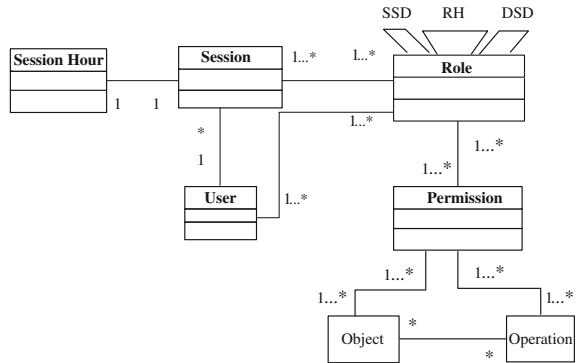 SSD RH DSD
Session Hour
Session
1...* 1...*
Role
1 1
1...*
*
1...*
1
1...*
User
1...*
Permission
1...* 1...*
1...* 1...*
Object
*
Operation
*